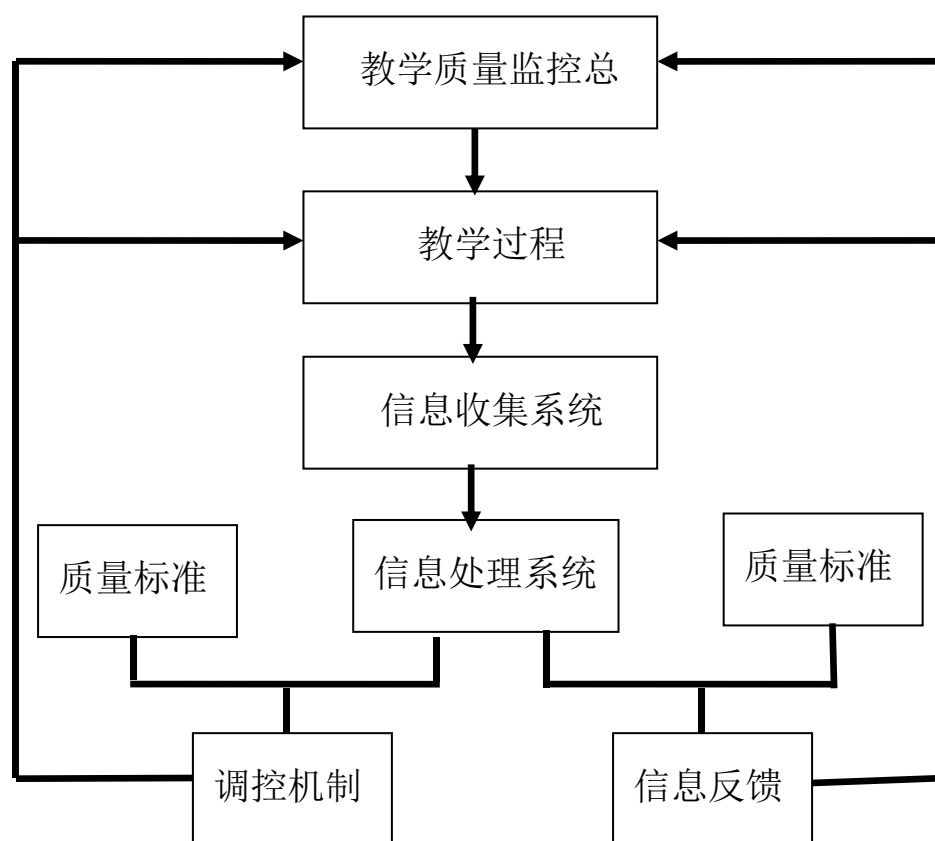 教学质量监控总
教学过程
信息收集系统
质量标准
信息处理系统
质量标准
调控机制
信息反馈